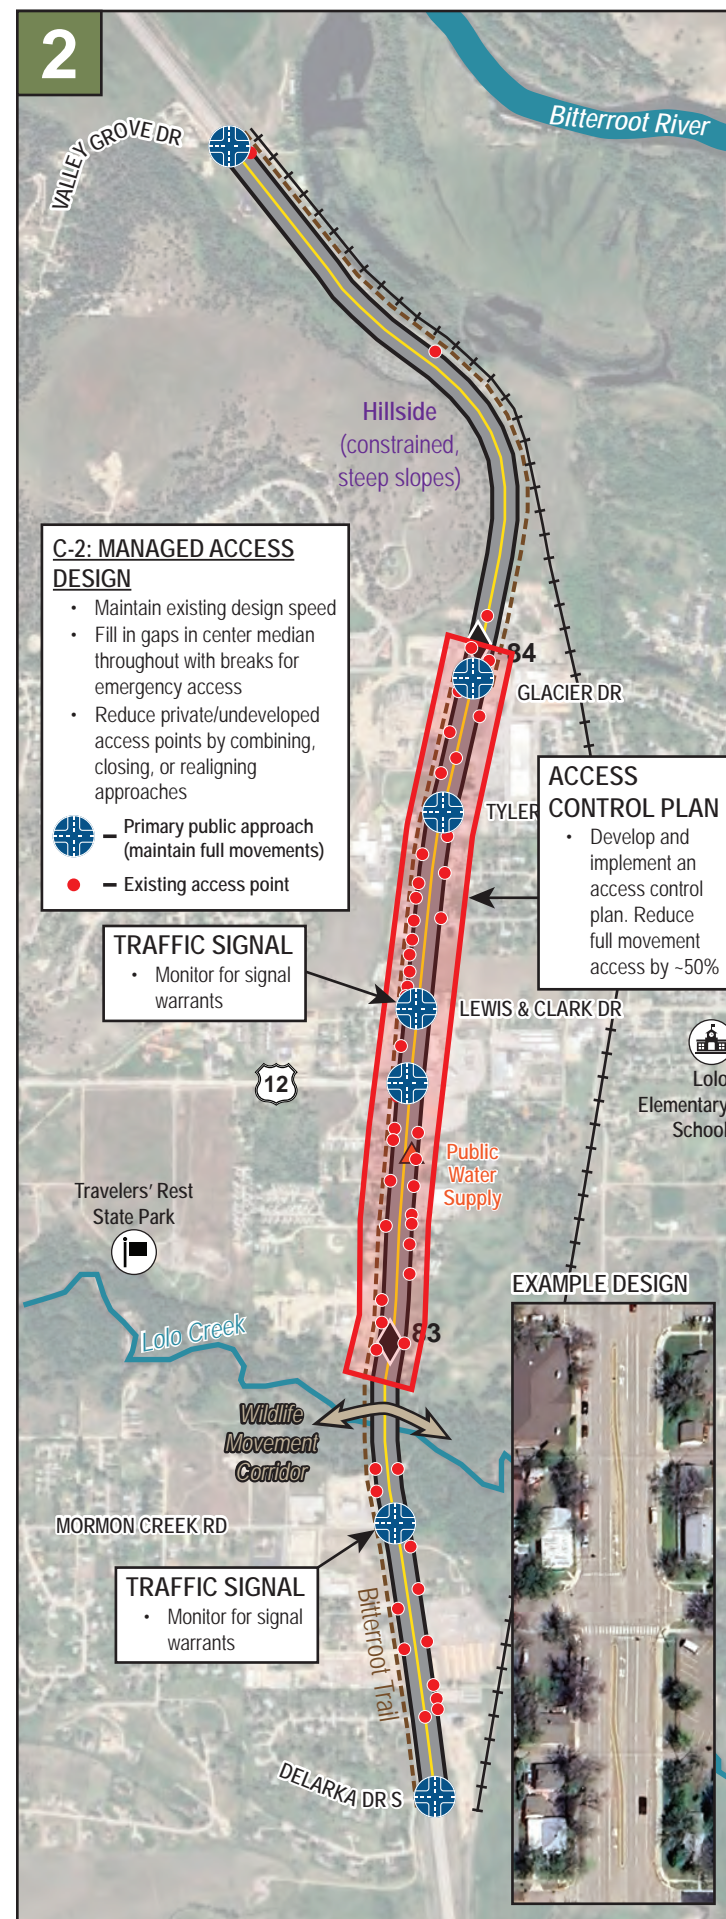 2
Bitterroot River
VALLEY GROVE DR
Hillside
(constrained,
steep slopes)
C-2: MANAGED ACCESS
DESIGN
• Maintain existing design speed
• Fill in gaps in center median
throughout with breaks for
emergency access
• Reduce private/undeveloped
access points by combining,
closing, or realigning
approaches
– Primary public approach
(maintain full movements)
– Existing access point
84
GLACIER DR
TYLER
ACCESS
CONTROL PLAN
• Develop and
implement an
access control
plan. Reduce
full movement
access by ~50%
TRAFFIC SIGNAL
• Monitor for signal
warrants
LEWIS & CLARK DR
12
Lolo
Elementary
School
Public
Water
Supply
Travelers' Rest
State Park
Lolo Creek
83
EXAMPLE DESIGN
Wildlife
Movement
Corridor
MORMON CREEK RD
TRAFFIC SIGNAL
• Monitor for signal
warrants
Bitterroot Trail
DELARKA DR S